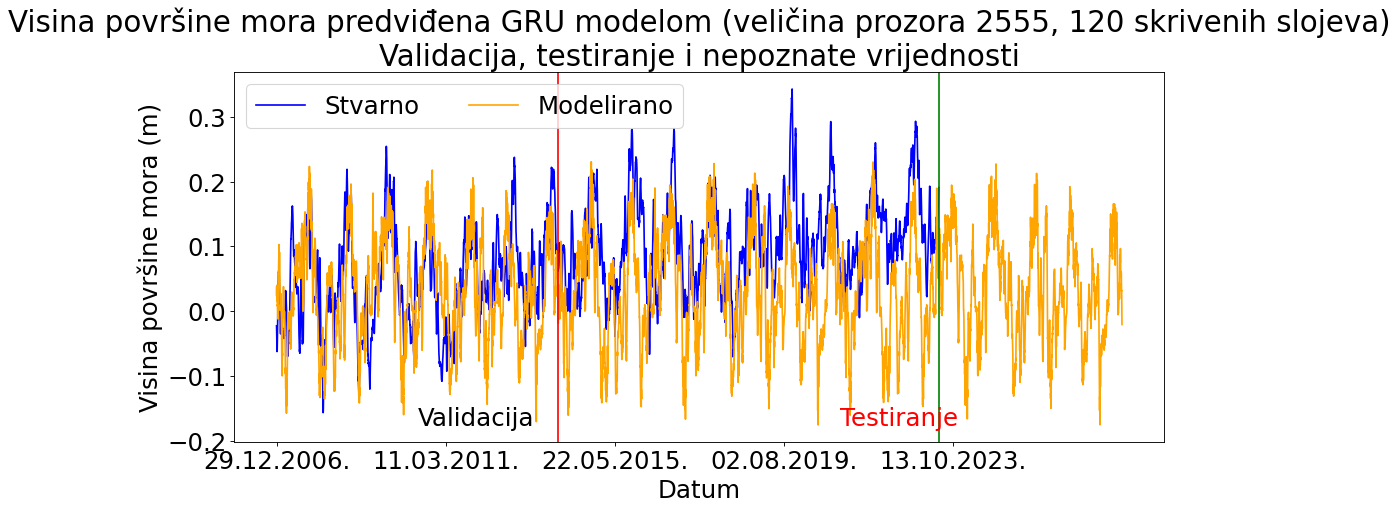 Visina površine mora predviđena GRU modelom (veličina prozora 2555, 120 skrivenih slojeva)
Validacija, testiranje i nepoznate vrijednosti
Stvarno Modelirano
Visina površine mora (m)
0.3
0.2
0.1
0.0
−0.1
−0.2
Validacija
Testiranje
29.12.2006. 11.03.2011. 22.05.2015. 02.08.2019. 13.10.2023.
Datum